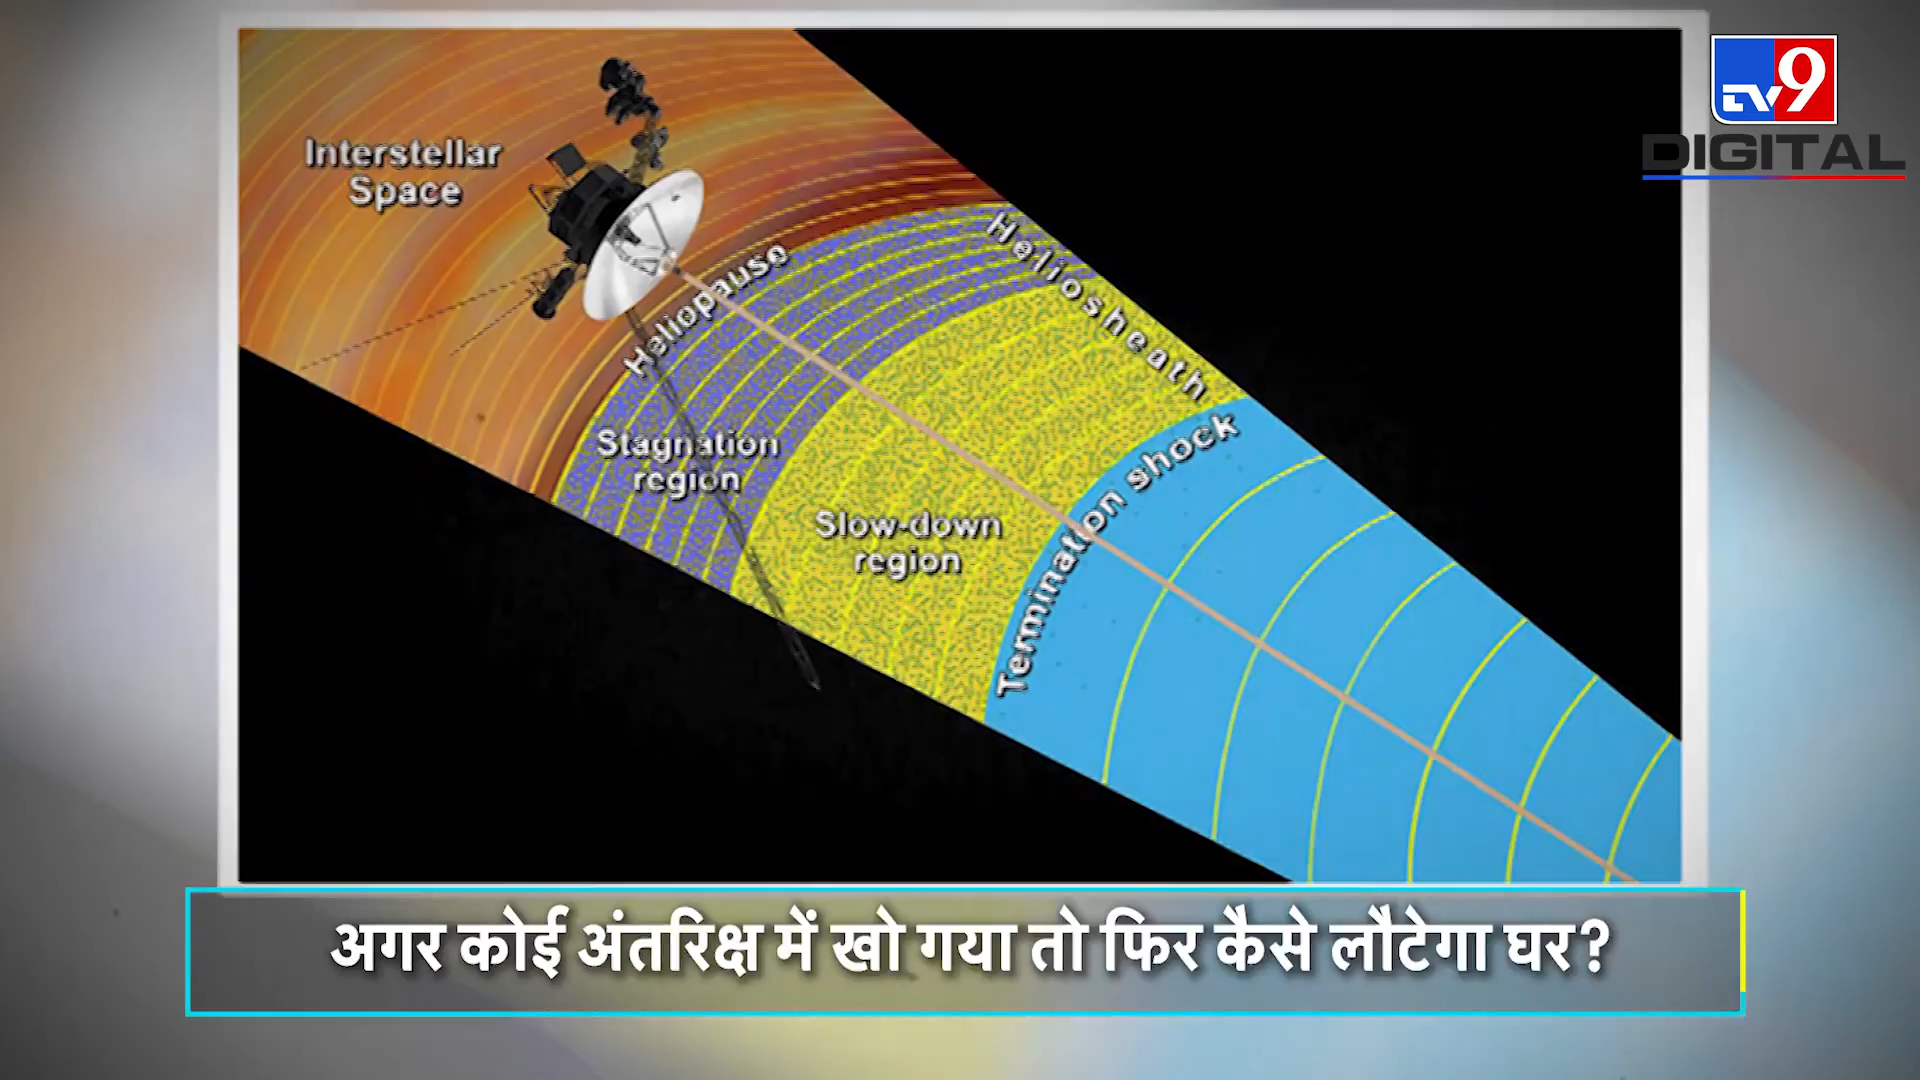 TV9
DIGITAL
Interstellar
Space
Heliopause
Heliosheath
Stagnation
region
Slow-down
region
Termination shock
अगर कोई अंतरिक्ष में खो गया तो फिर कैसे लौटेगा घर?